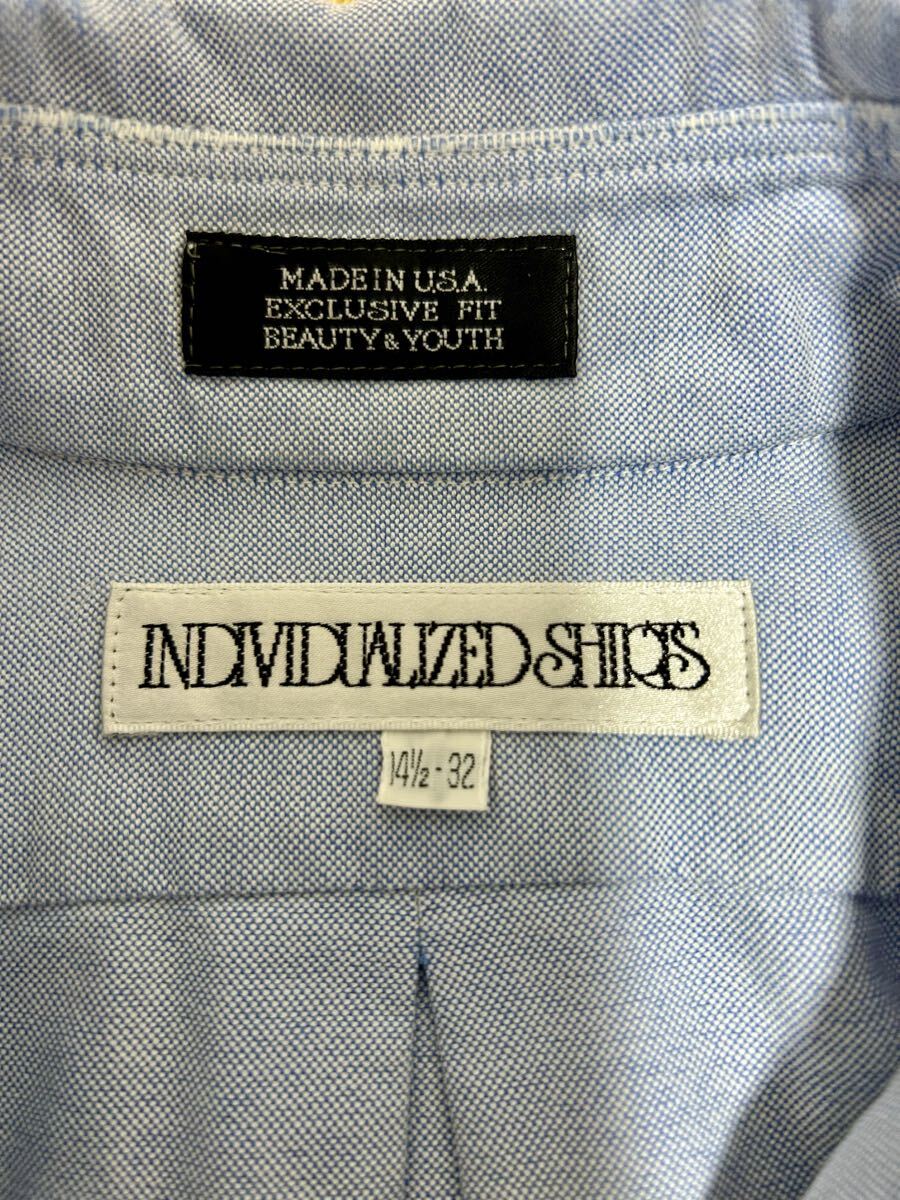 MADE IN U.S.A.
EXCLUSIVE FIT
BEAUTY & YOUTH
INDIVIDUALIZED SHIRTS
14½-32